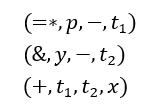 (=*, p, −, t₁)
(&, y, −, t₂)
(+, t₁, t₂, x)